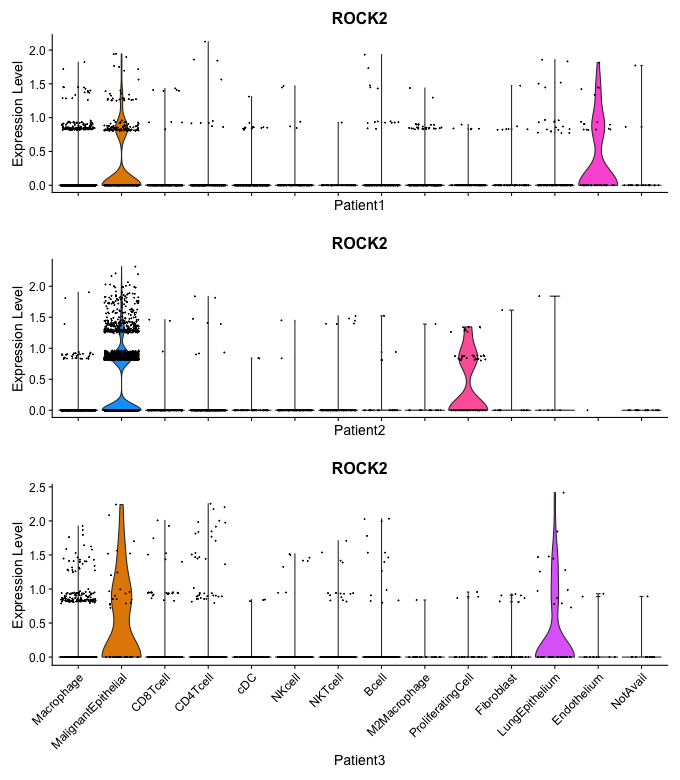 ROCK2
Expression Level
2.0
1.5
1.0
0.5
0.0
Patient1
ROCK2
Expression Level
2.0
1.5
1.0
0.5
0.0
Patient2
ROCK2
Expression Level
2.5
2.0
1.5
1.0
0.5
0.0
Macrophage
MalignantEpithelial
CD8Tcell
CD4Tcell
cDC
NKcell
NKTcell
Bcell
M2Macrophage
ProliferatingCell
Fibroblast
LungEpithelium
Endothelium
NotAvail
Patient3